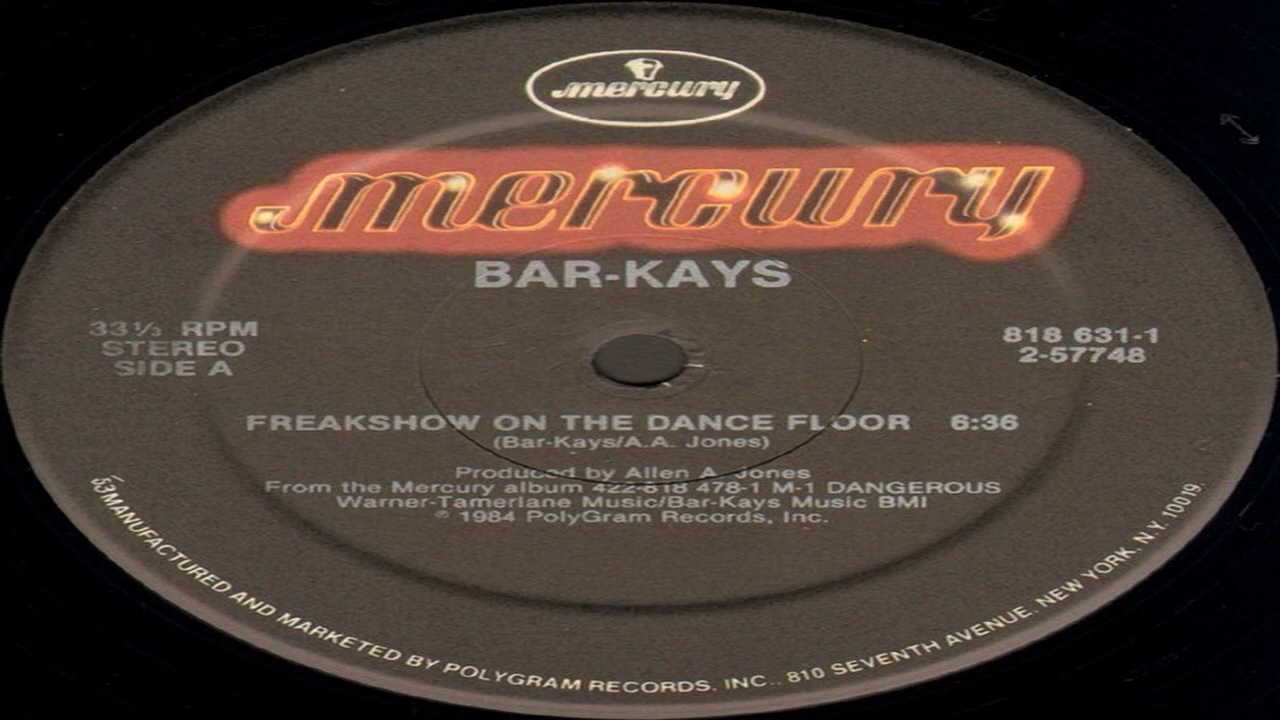 mercury
mercury
BAR-KAYS
33⅓ RPM
STEREO
SIDE A
818 631-1
2-57748
FREAKSHOW ON THE DANCE FLOOR 6:36
(Bar-Kays/A.A. Jones)
Produced by Allen A. Jones
From the Mercury album 422-818 478-1 M-1 DANGEROUS
Warner-Tamerlane Music/Bar-Kays Music BMI
℗ 1984 PolyGram Records, Inc.
53 MANUFACTURED AND MARKETED BY POLYGRAM RECORDS, INC., 810 SEVENTH AVENUE, NEW YORK, N.Y. 10019.